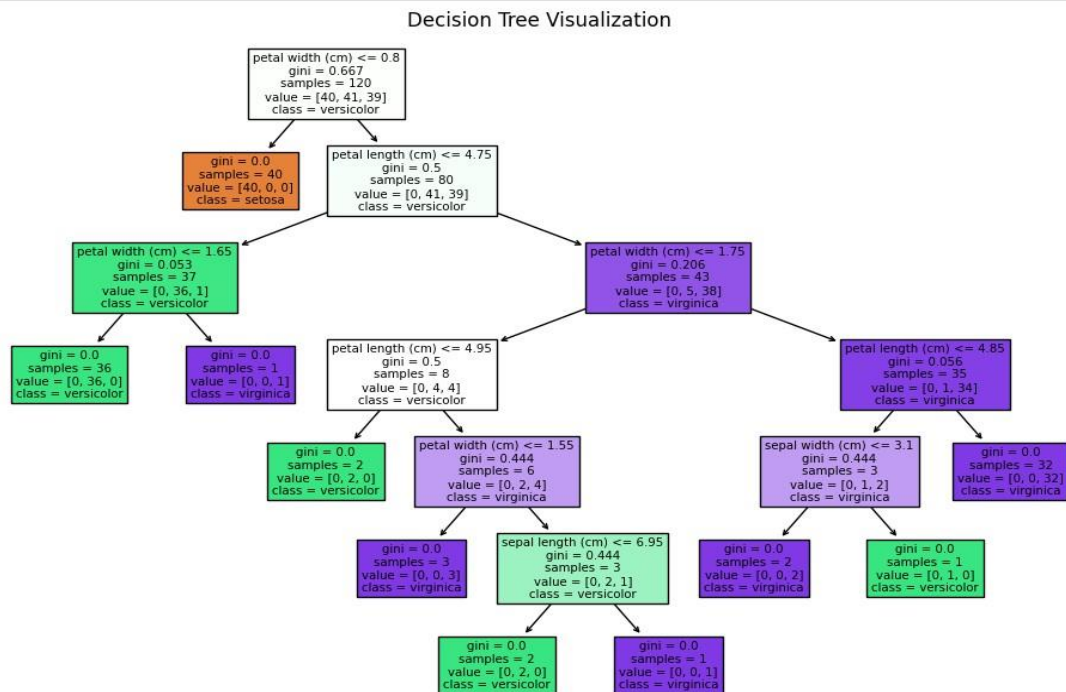 Decision Tree Visualization
petal width (cm) <= 0.8
gini = 0.667
samples = 120
value = [40, 41, 39]
class = versicolor
gini = 0.0
samples = 40
value = [40, 0, 0]
class = setosa
petal length (cm) <= 4.75
gini = 0.5
samples = 80
value = [0, 41, 39]
class = versicolor
petal width (cm) <= 1.65
gini = 0.053
samples = 37
value = [0, 36, 1]
class = versicolor
petal width (cm) <= 1.75
gini = 0.206
samples = 43
value = [0, 5, 38]
class = virginica
gini = 0.0
samples = 36
value = [0, 36, 0]
class = versicolor
gini = 0.0
samples = 1
value = [0, 0, 1]
class = virginica
petal length (cm) <= 4.95
gini = 0.5
samples = 8
value = [0, 4, 4]
class = versicolor
petal length (cm) <= 4.85
gini = 0.056
samples = 35
value = [0, 1, 34]
class = virginica
gini = 0.0
samples = 2
value = [0, 2, 0]
class = versicolor
petal width (cm) <= 1.55
gini = 0.444
samples = 6
value = [0, 2, 4]
class = virginica
sepal width (cm) <= 3.1
gini = 0.444
samples = 3
value = [0, 1, 2]
class = virginica
gini = 0.0
samples = 32
value = [0, 0, 32]
class = virginica
gini = 0.0
samples = 3
value = [0, 0, 3]
class = virginica
sepal length (cm) <= 6.95
gini = 0.444
samples = 3
value = [0, 2, 1]
class = versicolor
gini = 0.0
samples = 2
value = [0, 0, 2]
class = virginica
gini = 0.0
samples = 1
value = [0, 1, 0]
class = versicolor
gini = 0.0
samples = 2
value = [0, 2, 0]
class = versicolor
gini = 0.0
samples = 1
value = [0, 0, 1]
class = virginica